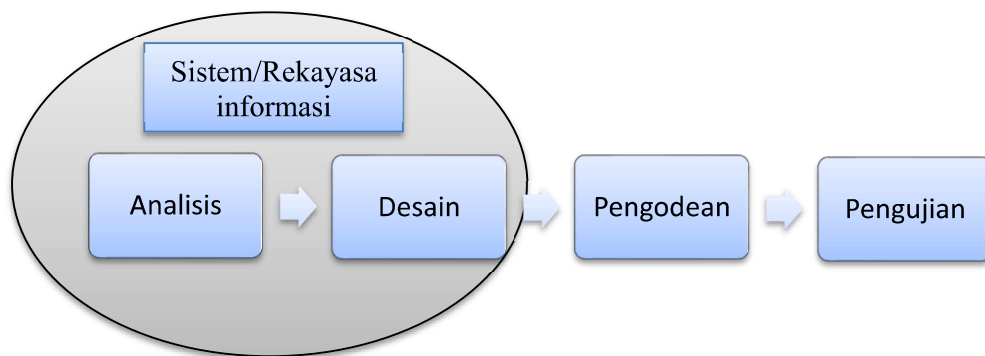 Sistem/Rekayasa
informasi
Analisis
Desain
Pengodean
Pengujian